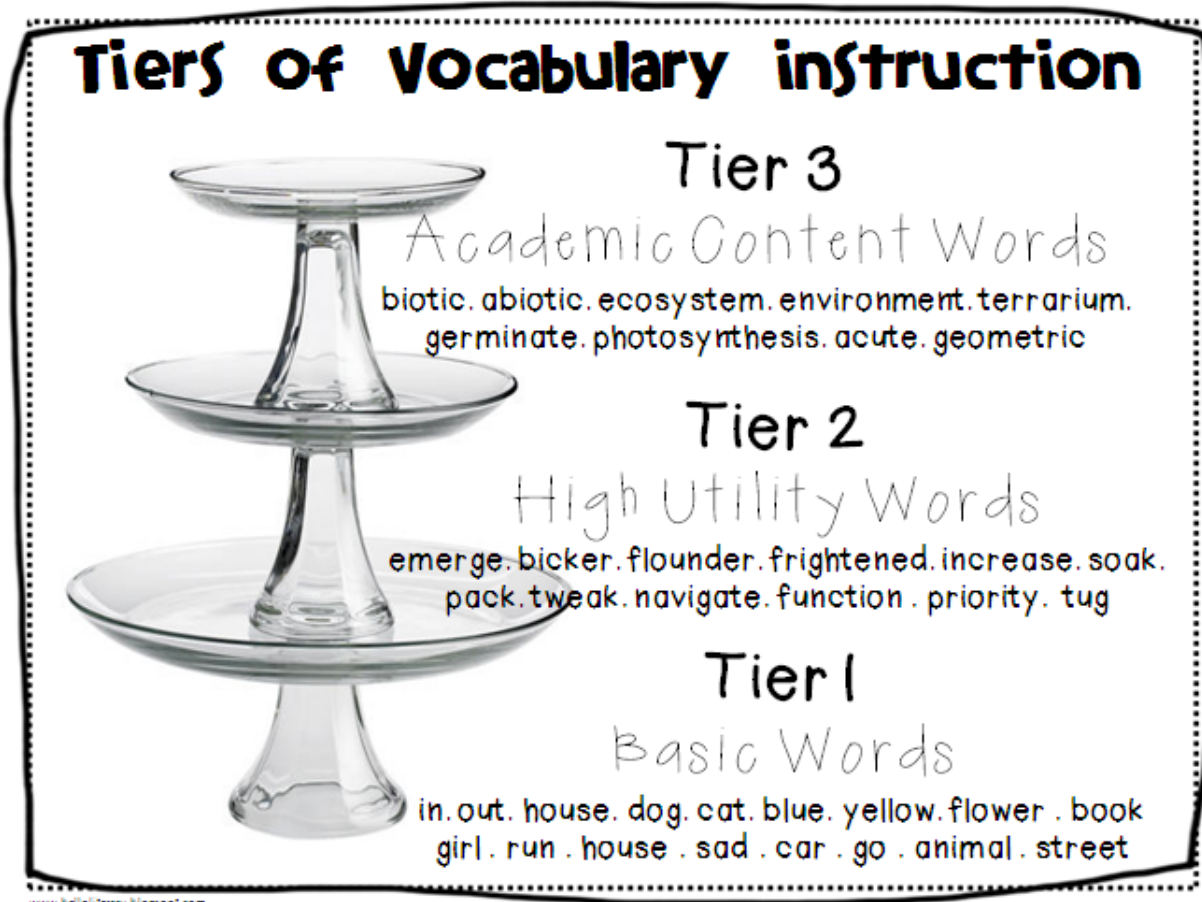 Tiers of Vocabulary instruction
Tier 3
Academic Content Words
biotic. abiotic. ecosystem. environment. terrarium.
germinate. photosynthesis. acute. geometric
Tier 2
High Utility Words
emerge. bicker. flounder. frightened. increase. soak.
pack. tweak. navigate. function . priority. tug
Tier 1
Basic Words
in. out. house. dog. cat. blue. yellow. flower . book
girl . run . house . sad . car . go . animal . street